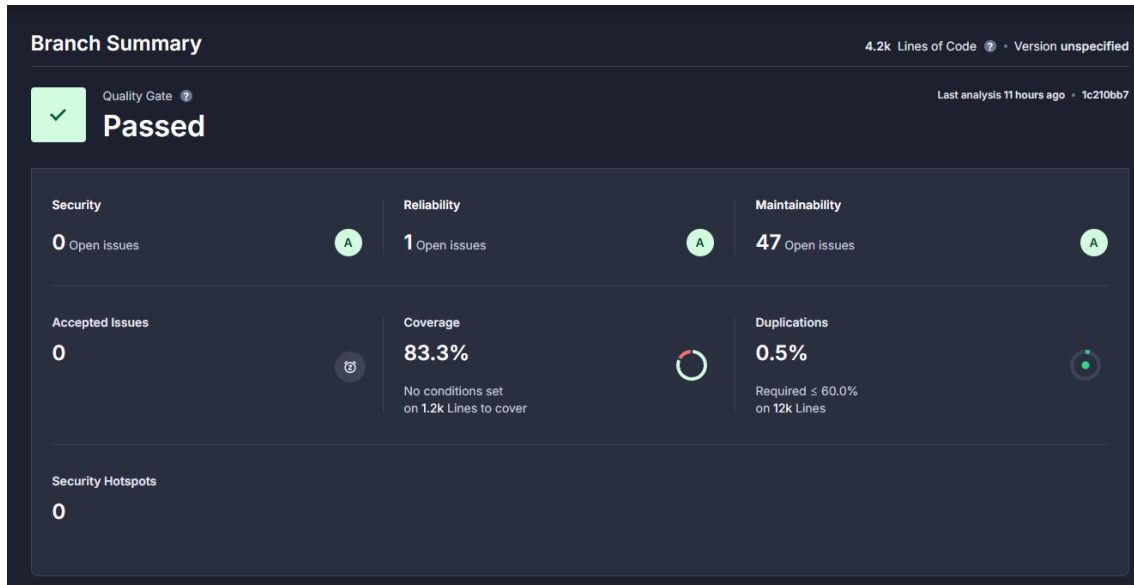 Branch Summary
4.2k Lines of Code ? • Version unspecified
Quality Gate ?
Passed
Last analysis 11 hours ago • 1c210bb7
Security
0 Open issues
A
Reliability
1 Open issues
A
Maintainability
47 Open issues
A
Accepted Issues
0
Coverage
83.3%
No conditions set
on 1.2k Lines to cover
Duplications
0.5%
Required ≤ 60.0%
on 12k Lines
Security Hotspots
0